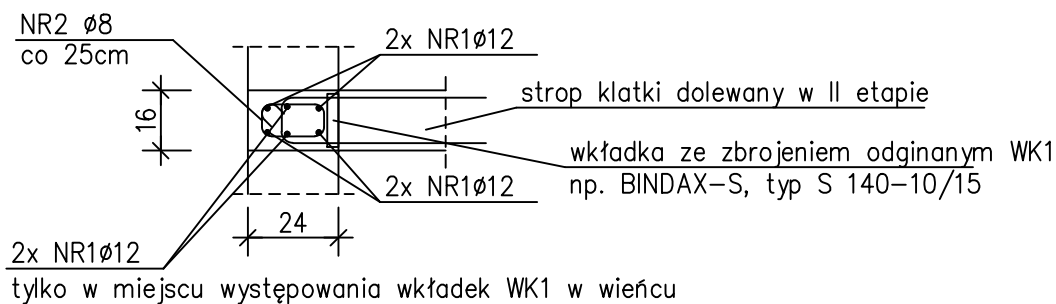 NR2 ø8
co 25cm
2x NR1ø12
strop klatki dolewany w II etapie
16
wkładka ze zbrojeniem odginanym WK1
np. BINDAX-S, typ S 140-10/15
2x NR1ø12
24
2x NR1ø12
tylko w miejscu występowania wkładek WK1 w wieńcu